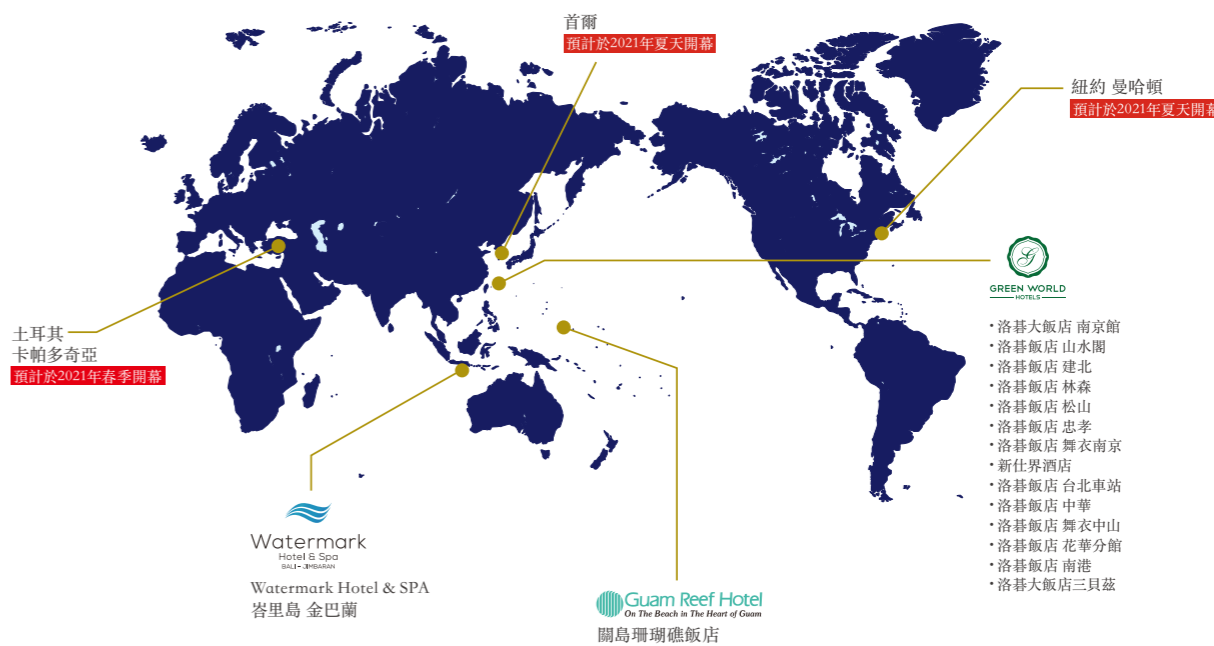 首爾
預計於2021年夏天開幕
紐約 曼哈頓
預計於2021年夏天開幕
土耳其
卡帕多奇亞
預計於2021年春季開幕
G
GREEN WORLD
HOTELS
・洛碁大飯店 南京館
・洛碁飯店 山水閣
・洛碁飯店 建北
・洛碁飯店 林森
・洛碁飯店 松山
・洛碁飯店 忠孝
・洛碁飯店 舞衣南京
・新仕界酒店
・洛碁飯店 台北車站
・洛碁飯店 中華
・洛碁飯店 舞衣中山
・洛碁飯店 花華分館
・洛碁飯店 南港
・洛碁大飯店三貝茲
Watermark
Hotel & Spa
BALI – JIMBARAN
Watermark Hotel & SPA
峇里島 金巴蘭
Guam Reef Hotel
On The Beach in The Heart of Guam
關島珊瑚礁飯店